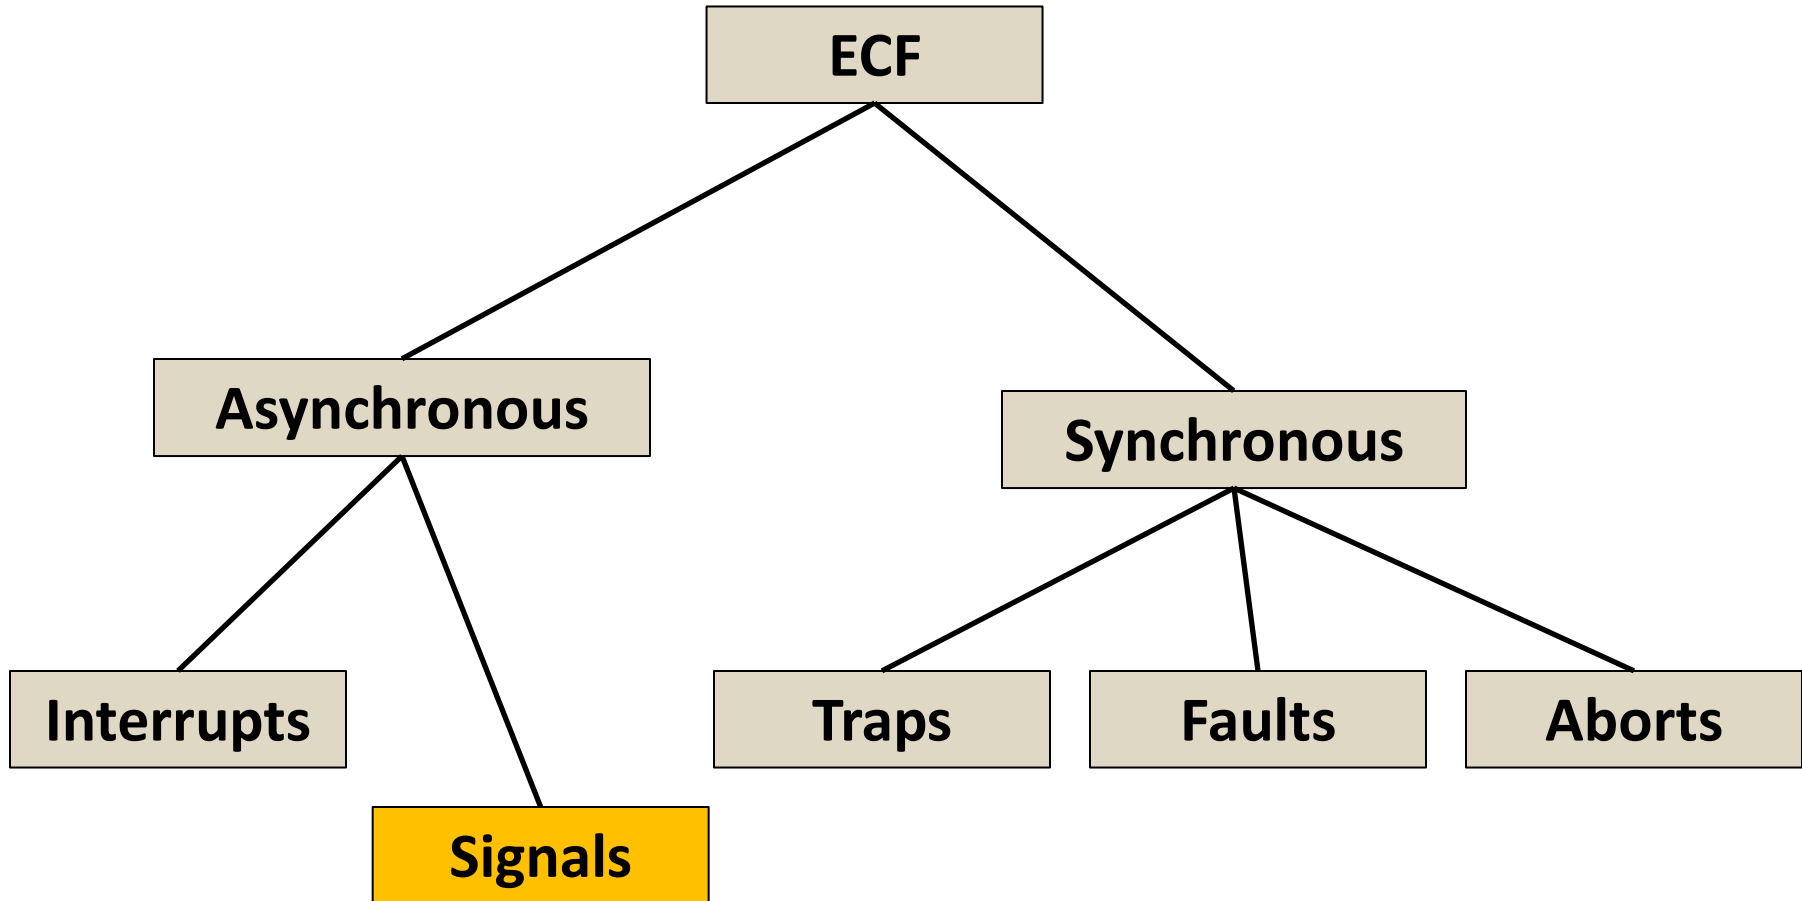 ECF
Asynchronous
Synchronous
Interrupts
Traps
Faults
Aborts
Signals